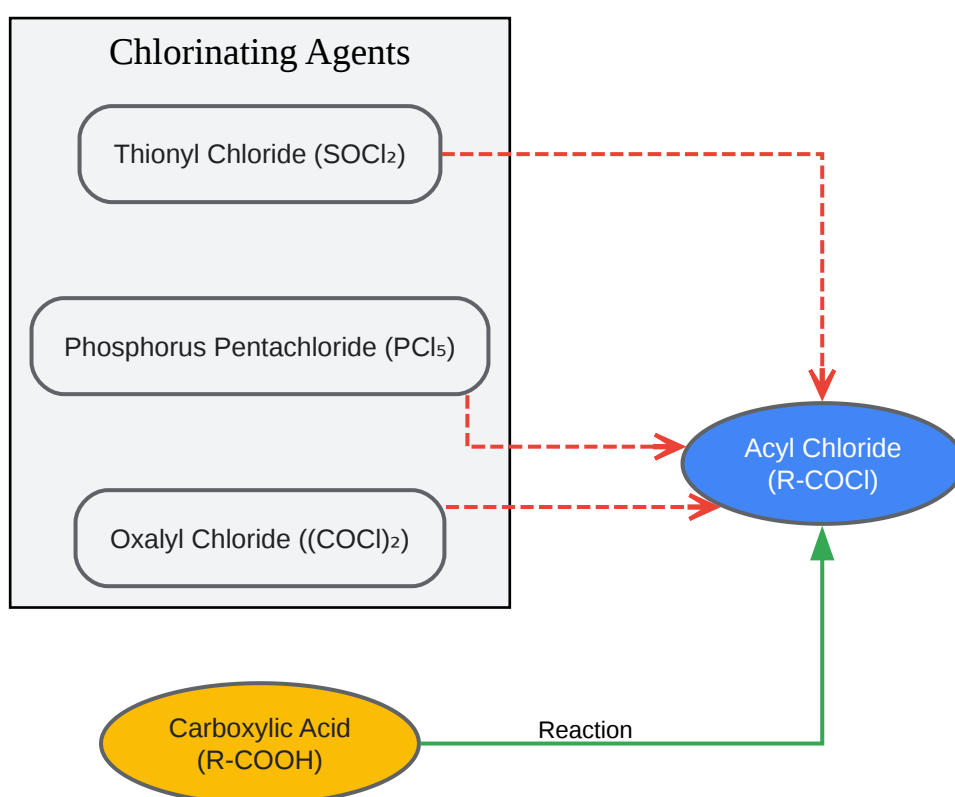 Chlorinating Agents
Thionyl Chloride (SOCl₂)
Phosphorus Pentachloride (PCl₅)
Oxalyl Chloride ((COCl)₂)
Acyl Chloride
(R-COCl)
Carboxylic Acid
(R-COOH)
Reaction